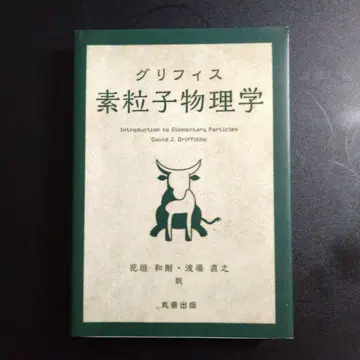 グリフィス
素粒子物理学
Introduction to Elementary Particles
David J. Griffiths
花垣 和則・波場 直之
訳
丸善出版